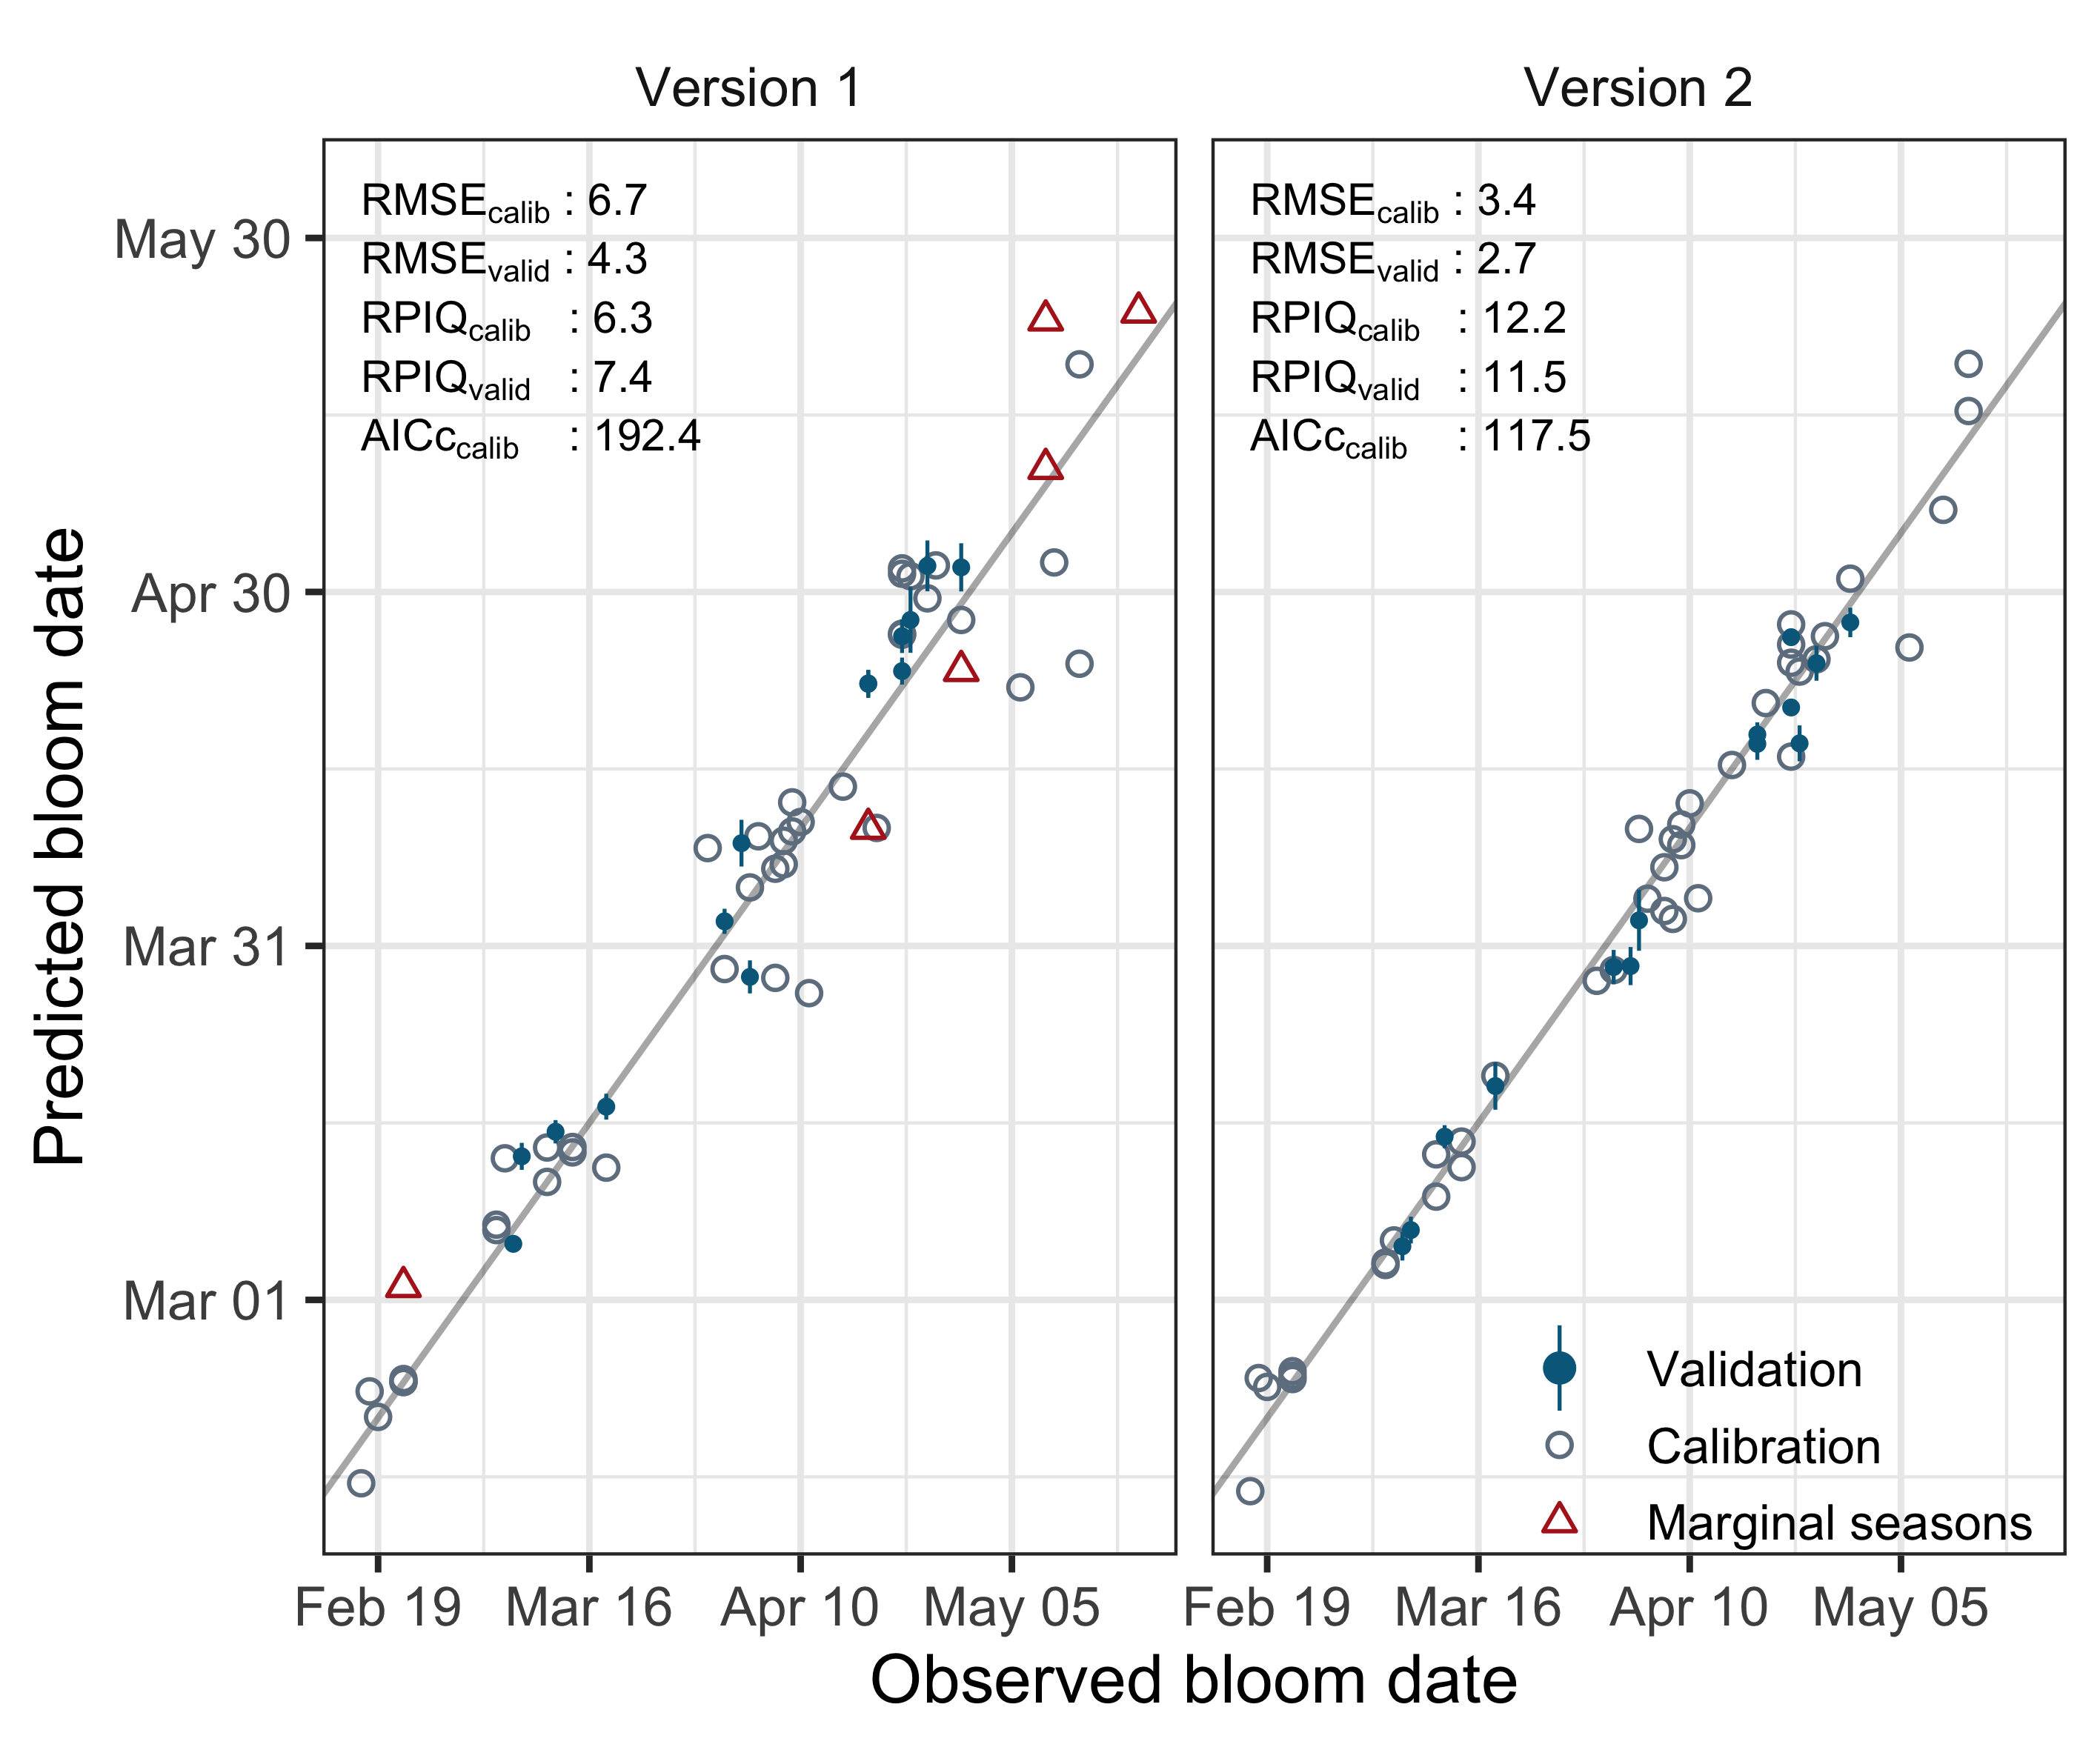 Version 1
Version 2
RMSEcalib : 6.7
RMSEvalid : 4.3
RPIQcalib : 6.3
RPIQvalid : 7.4
AICccalib : 192.4
RMSEcalib : 3.4
RMSEvalid : 2.7
RPIQcalib : 12.2
RPIQvalid : 11.5
AICccalib : 117.5
Predicted bloom date
May 30
Apr 30
Mar 31
Mar 01
Validation
Calibration
Marginal seasons
Feb 19 Mar 16 Apr 10 May 05
Feb 19 Mar 16 Apr 10 May 05
Observed bloom date